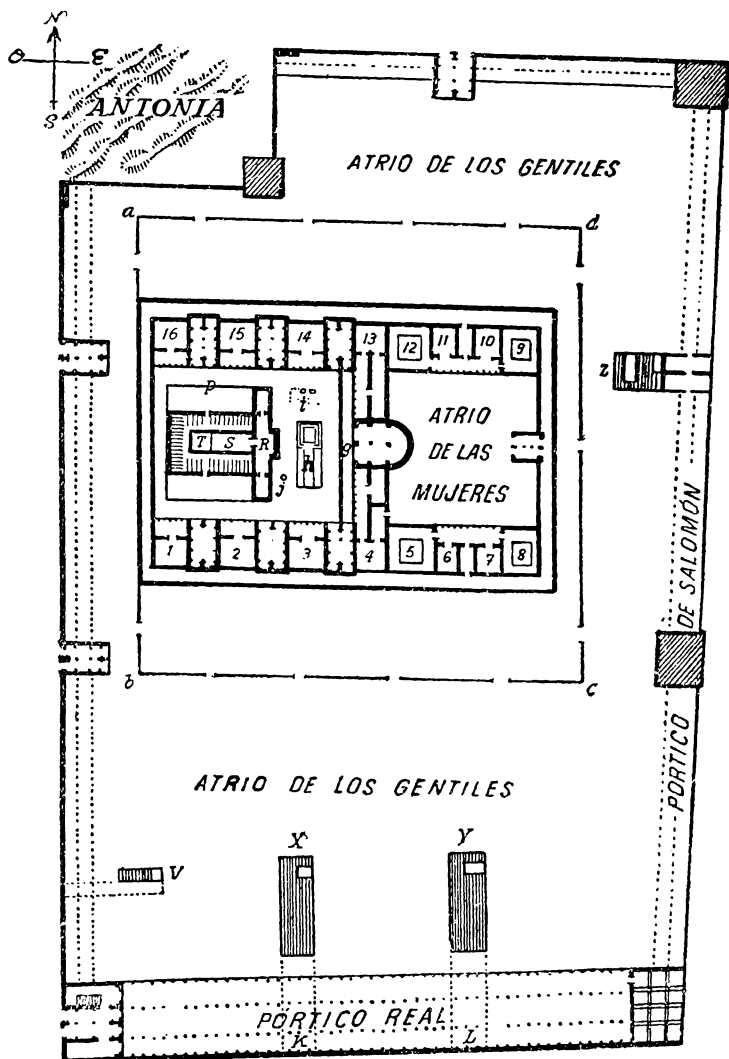 N
O E
S
ANTONIA
ATRIO DE LOS GENTILES
a d
16 15 14 13 12 11 10 9
z
p
i
T S R
h
g
j
ATRIO
DE LAS
MUJERES
1 2 3 4 5 6 7 8
PORTICO DE SALOMÓN
b c
ATRIO DE LOS GENTILES
X Y
V
PORTICO REAL
K L